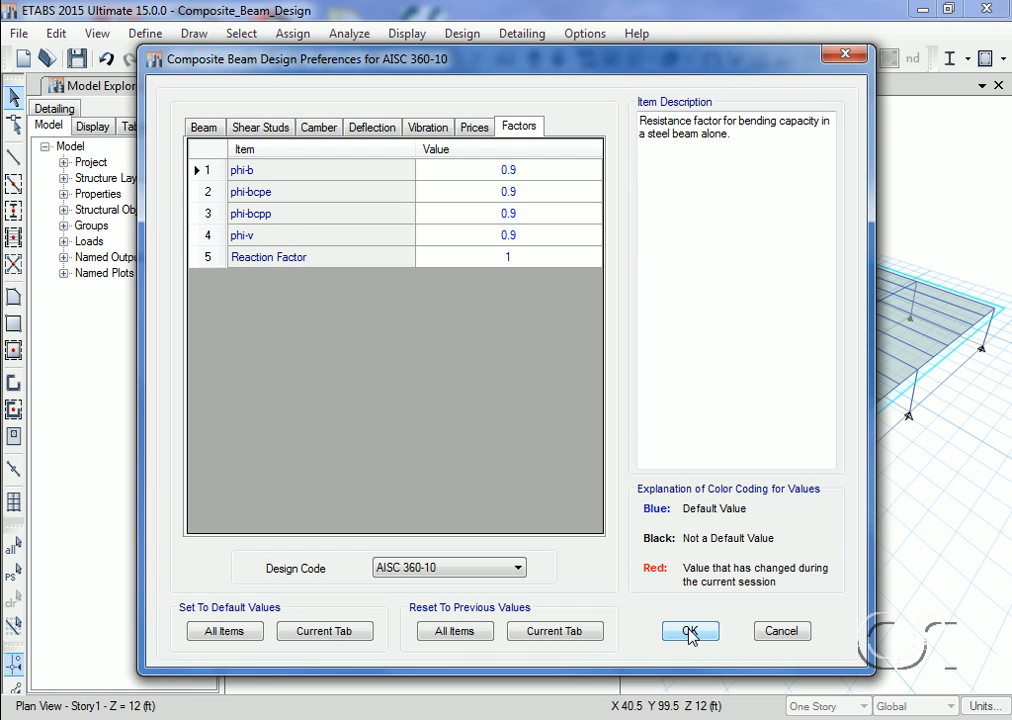 ETABS 2015 Ultimate 15.0.0 - Composite_Beam_Design
File Edit View Define Draw Select Assign Analyze Display Design Detailing Options Help
nd
Model Explor
Composite Beam Design Preferences for AISC 360-10
Detailing
Model Display Tab
Model
Project
Structure Lay
Properties
Structural Obj
Groups
Loads
Named Outpu
Named Plots
all
PS
clr
Beam Shear Studs Camber Deflection Vibration Prices Factors
Item Value
1 phi-b 0.9
2 phi-bcpe 0.9
3 phi-bcpp 0.9
4 phi-v 0.9
5 Reaction Factor 1
Design Code AISC 360-10
Set To Default Values
All Items Current Tab
Reset To Previous Values
All Items Current Tab
Item Description
Resistance factor for bending capacity in
a steel beam alone.
Explanation of Color Coding for Values
Blue: Default Value
Black: Not a Default Value
Red: Value that has changed during
the current session
OK Cancel
CSI
Plan View - Story1 - Z = 12 (ft) X 40.5 Y 99.5 Z 12 (ft) One Story Global Units...